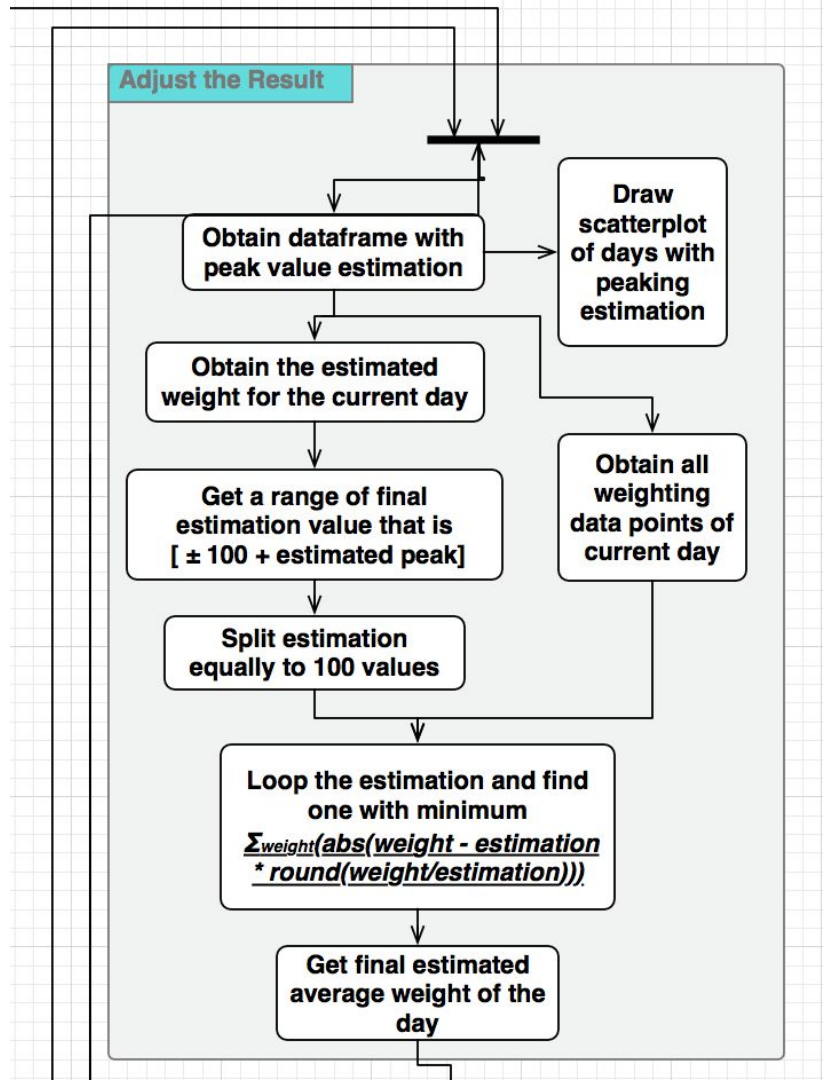 Adjust the Result
Draw
scatterplot
of days with
peaking
estimation
Obtain dataframe with
peak value estimation
Obtain the estimated
weight for the current day
Obtain all
weighting
data points of
current day
Get a range of final
estimation value that is
[ ± 100 + estimated peak]
Split estimation
equally to 100 values
Loop the estimation and find
one with minimum
Σweight(abs(weight - estimation
* round(weight/estimation)))
Get final estimated
average weight of the
day